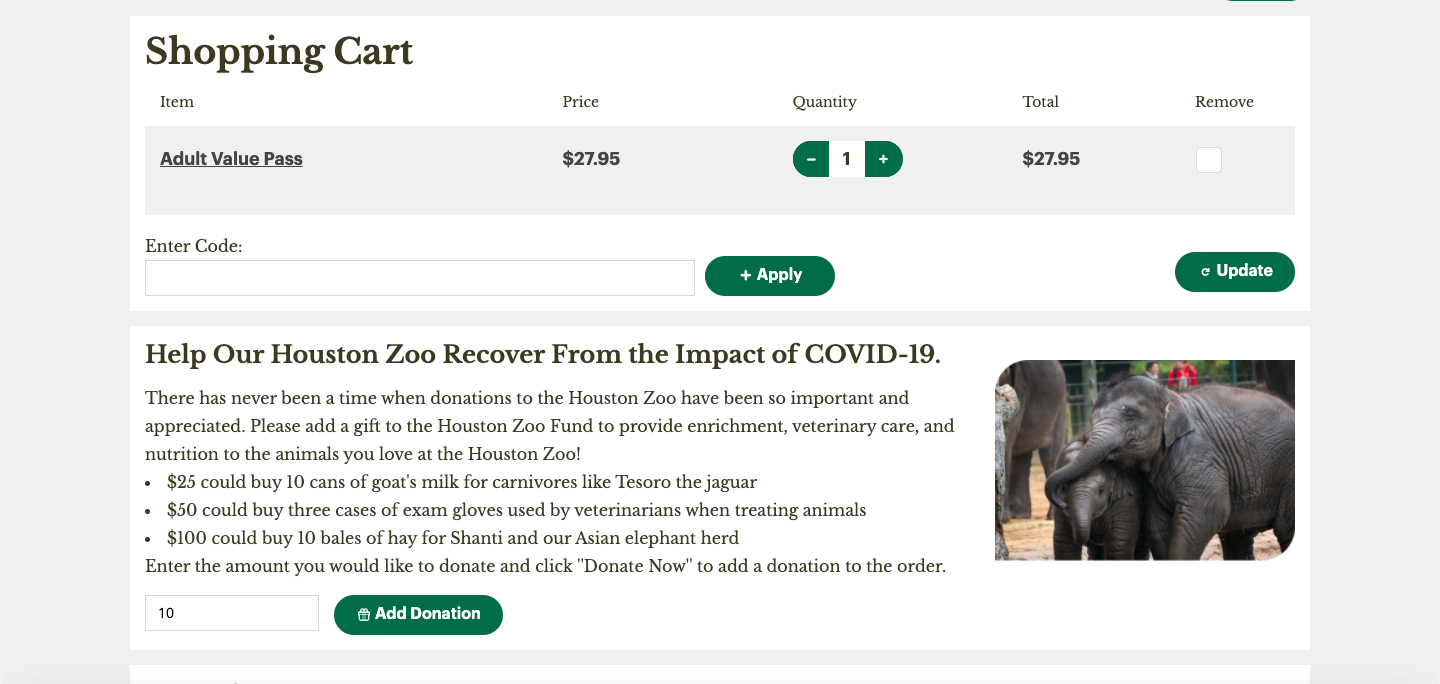 Shopping Cart
Item Price Quantity Total Remove
Adult Value Pass $27.95 − 1 + $27.95
Enter Code:
+ Apply
Update
Help Our Houston Zoo Recover From the Impact of COVID-19.
There has never been a time when donations to the Houston Zoo have been so important and
appreciated. Please add a gift to the Houston Zoo Fund to provide enrichment, veterinary care, and
nutrition to the animals you love at the Houston Zoo!
• $25 could buy 10 cans of goat's milk for carnivores like Tesoro the jaguar
• $50 could buy three cases of exam gloves used by veterinarians when treating animals
• $100 could buy 10 bales of hay for Shanti and our Asian elephant herd
Enter the amount you would like to donate and click "Donate Now" to add a donation to the order.
10 Add Donation